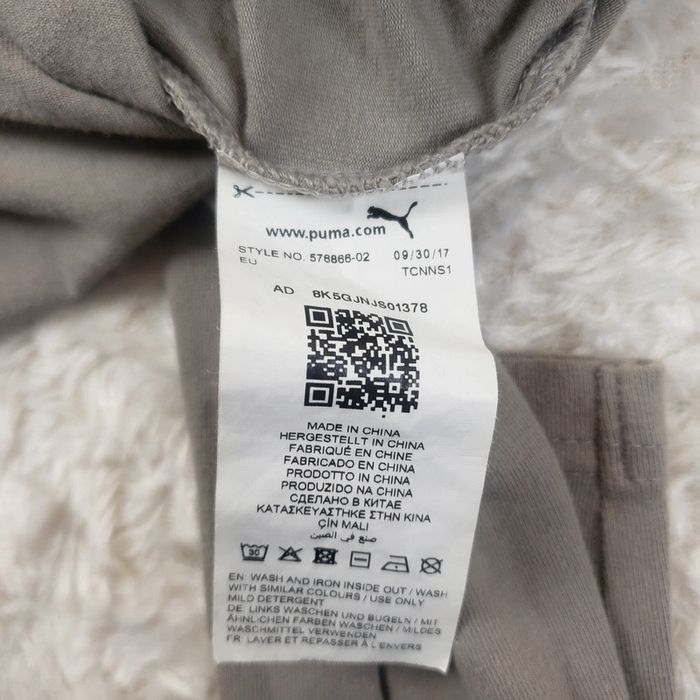 www.puma.com
STYLE NO. 576866-02 09/30/17
EU TCNNS1
AD 8K5GJNJS01378
MADE IN CHINA
HERGESTELLT IN CHINA
FABRIQUÉ EN CHINE
FABRICADO EN CHINA
PRODOTTO IN CHINA
PRODUZIDO NA CHINA
СДЕЛАНО В КИТАЕ
ΚΑΤΑΣΚΕΥΑΣΤΗΚΕ ΣΤΗΝ ΚΙΝΑ
ÇİN MALI
صنع في الصين
30
EN: WASH AND IRON INSIDE OUT / WASH
WITH SIMILAR COLOURS / USE ONLY
MILD DETERGENT
DE: LINKS WASCHEN UND BUGELN / MIT
ÄHNLICHEN FARBEN WASCHEN / MILDES
WASCHMITTEL VERWENDEN
FR: LAVER ET REPASSER À L'ENVERS